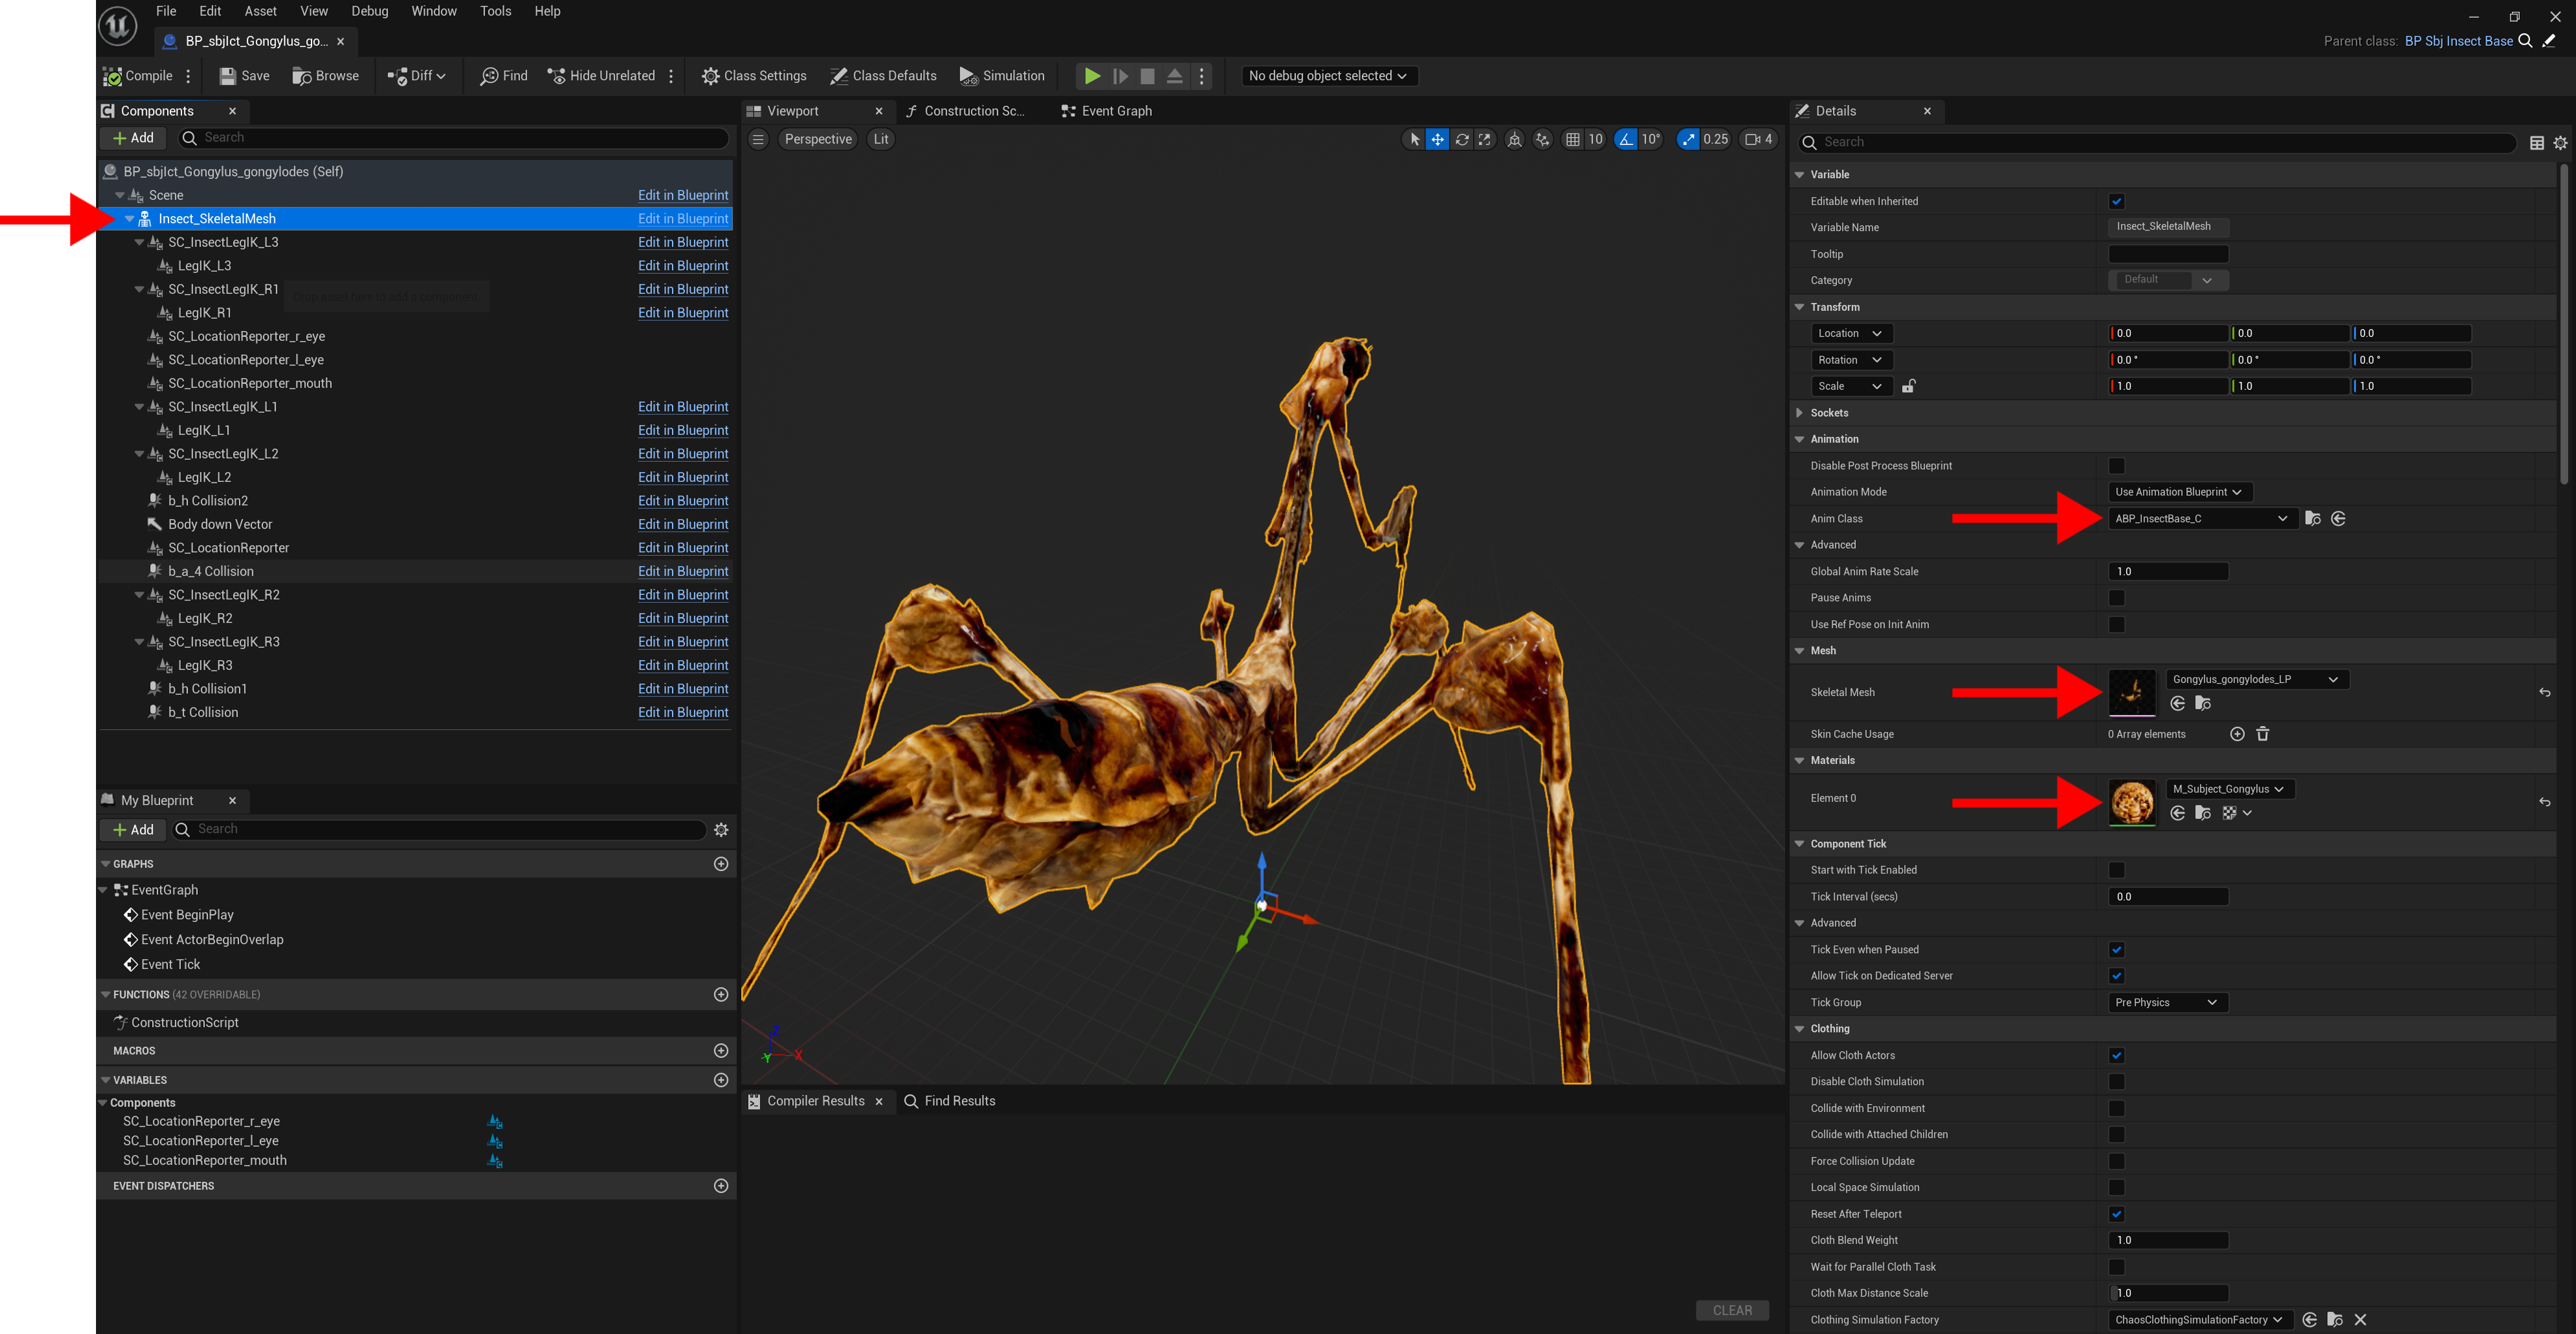 File Edit Asset View Debug Window Tools Help
BP_sbjIct_Gongylus_go...
Parent class: BP Sbj Insect Base
Compile Save Browse Diff Find Hide Unrelated Class Settings Class Defaults Simulation No debug object selected
Components
Add Search
BP_sbjIct_Gongylus_gongylodes (Self)
Scene Edit in Blueprint
Insect_SkeletalMesh Edit in Blueprint
SC_InsectLegIK_L3 Edit in Blueprint
LegIK_L3 Edit in Blueprint
SC_InsectLegIK_R1 Edit in Blueprint
LegIK_R1 Edit in Blueprint
SC_LocationReporter_r_eye
SC_LocationReporter_l_eye
SC_LocationReporter_mouth
SC_InsectLegIK_L1 Edit in Blueprint
LegIK_L1 Edit in Blueprint
SC_InsectLegIK_L2 Edit in Blueprint
LegIK_L2 Edit in Blueprint
b_h Collision2 Edit in Blueprint
Body down Vector Edit in Blueprint
SC_LocationReporter Edit in Blueprint
b_a_4 Collision Edit in Blueprint
SC_InsectLegIK_R2 Edit in Blueprint
LegIK_R2 Edit in Blueprint
SC_InsectLegIK_R3 Edit in Blueprint
LegIK_R3 Edit in Blueprint
b_h Collision1 Edit in Blueprint
b_t Collision Edit in Blueprint
My Blueprint
Add Search
GRAPHS
EventGraph
Event BeginPlay
Event ActorBeginOverlap
Event Tick
FUNCTIONS (42 OVERRIDABLE)
ConstructionScript
MACROS
VARIABLES
Components
SC_LocationReporter_r_eye
SC_LocationReporter_l_eye
SC_LocationReporter_mouth
EVENT DISPATCHERS
Viewport Construction Sc... Event Graph
Perspective Lit 10 10° 0.25 4
Z
Y X
Compiler Results Find Results
CLEAR
Details
Search
Variable
Editable when Inherited
Variable Name Insect_SkeletalMesh
Tooltip
Category Default
Transform
Location 0.0 0.0 0.0
Rotation 0.0 ° 0.0 ° 0.0 °
Scale 1.0 1.0 1.0
Sockets
Animation
Disable Post Process Blueprint
Animation Mode Use Animation Blueprint
Anim Class ABP_InsectBase_C
Advanced
Global Anim Rate Scale 1.0
Pause Anims
Use Ref Pose on Init Anim
Mesh
Skeletal Mesh Gongylus_gongylodes_LP
Skin Cache Usage 0 Array elements
Materials
Element 0 M_Subject_Gongylus
Component Tick
Start with Tick Enabled
Tick Interval (secs) 0.0
Advanced
Tick Even when Paused
Allow Tick on Dedicated Server
Tick Group Pre Physics
Clothing
Allow Cloth Actors
Disable Cloth Simulation
Collide with Environment
Collide with Attached Children
Force Collision Update
Local Space Simulation
Reset After Teleport
Cloth Blend Weight 1.0
Wait for Parallel Cloth Task
Cloth Max Distance Scale 1.0
Clothing Simulation Factory ChaosClothingSimulationFactory